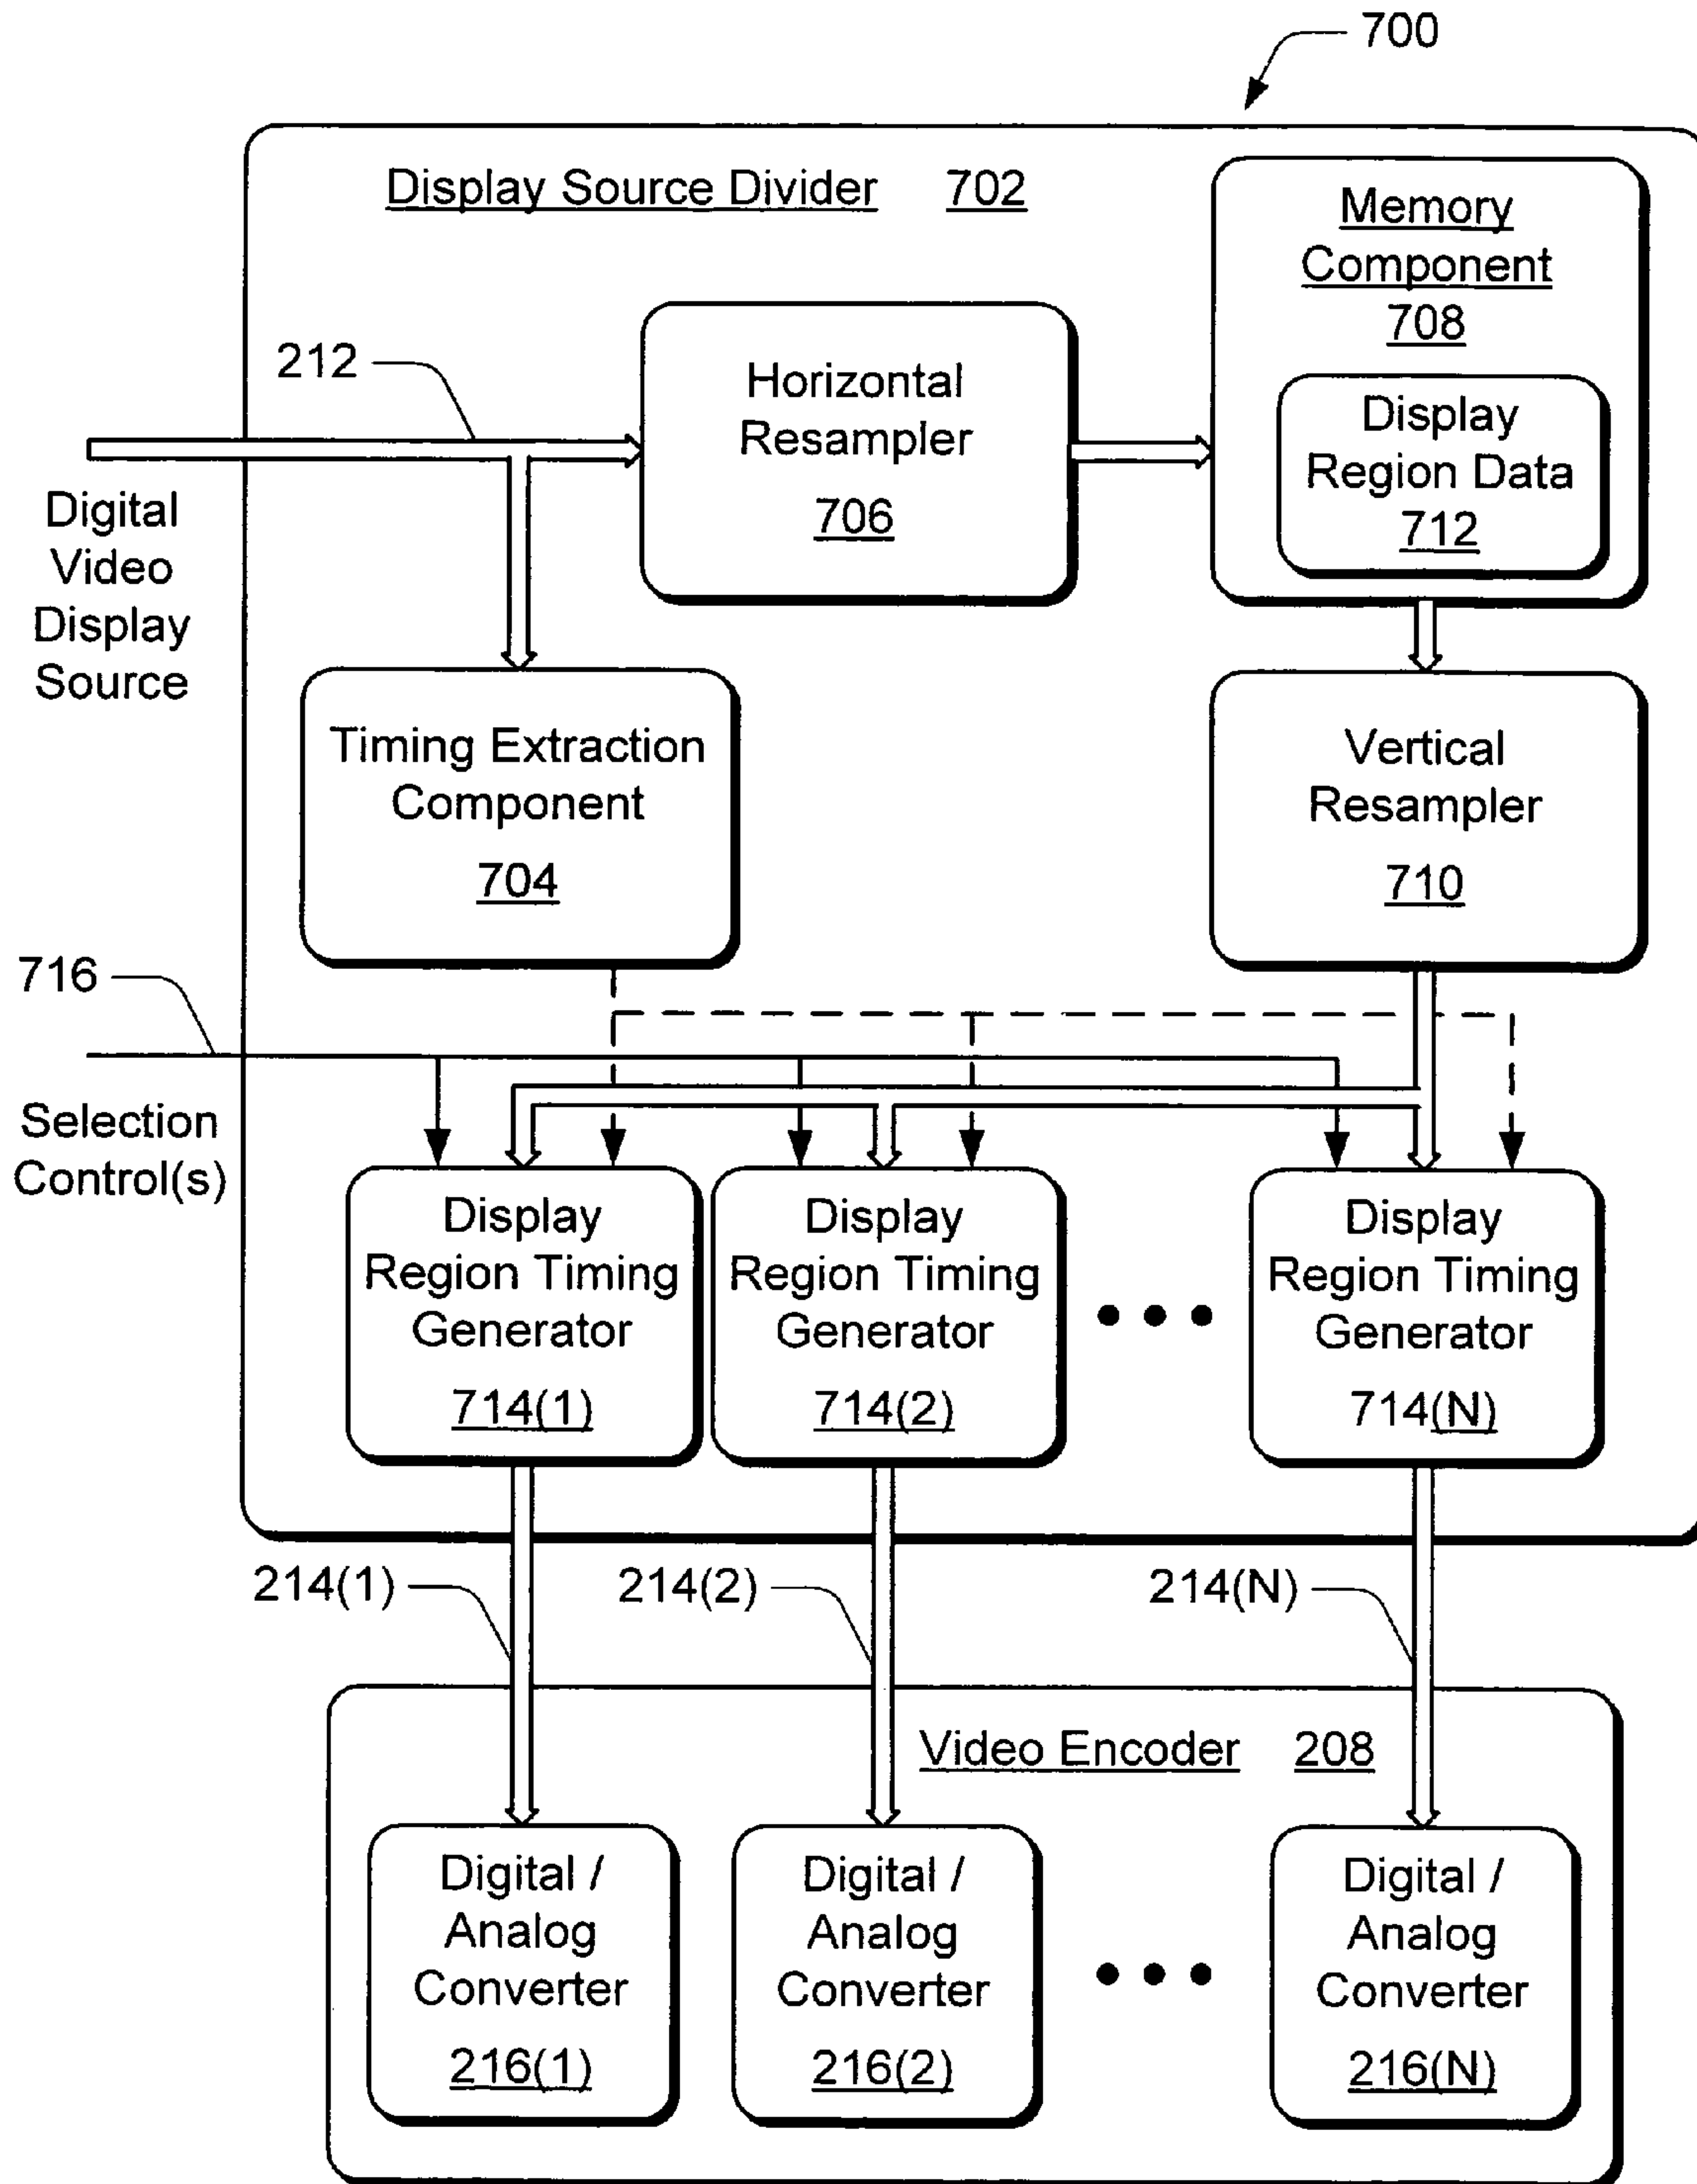 700
Display Source Divider 702
Memory
Component
708
Display
Region Data
712
Horizontal
Resampler
706
212
Digital
Video
Display
Source
Timing Extraction
Component
704
Vertical
Resampler
710
716
Selection
Control(s)
Display
Region Timing
Generator
714(1)
Display
Region Timing
Generator
714(2)
Display
Region Timing
Generator
714(N)
214(1)
214(2)
214(N)
Video Encoder 208
Digital /
Analog
Converter
216(1)
Digital /
Analog
Converter
216(2)
Digital /
Analog
Converter
216(N)